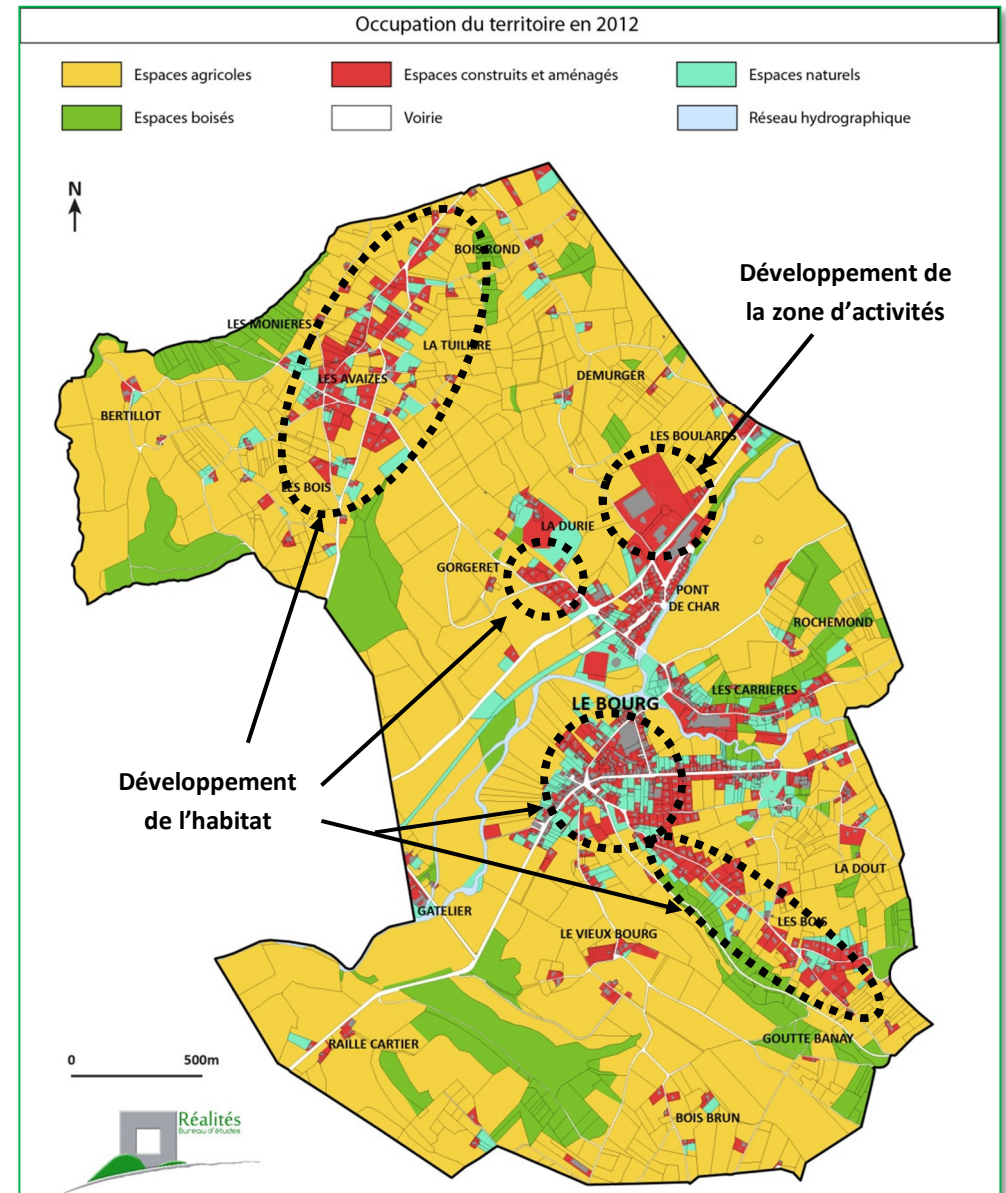 Occupation du territoire en 2012
Espaces agricoles
Espaces construits et aménagés
Espaces naturels
Espaces boisés
Voirie
Réseau hydrographique
N
BOIS ROND
Développement de
la zone d'activités
LES MONIERES
LA TUILIERE
LES AVAIZES
DEMURGER
BERTILLOT
LES BOULARDS
LES BOIS
LA DURIE
GORGERET
PONT
DE CHAR
ROCHEMOND
LES CARRIERES
LE BOURG
Développement
de l'habitat
LA DOUT
GATELIER
LES BOIS
LE VIEUX BOURG
RAILLE CARTIER
GOUTTE BANAY
0 500m
BOIS BRUN
Réalités
Bureau d'études